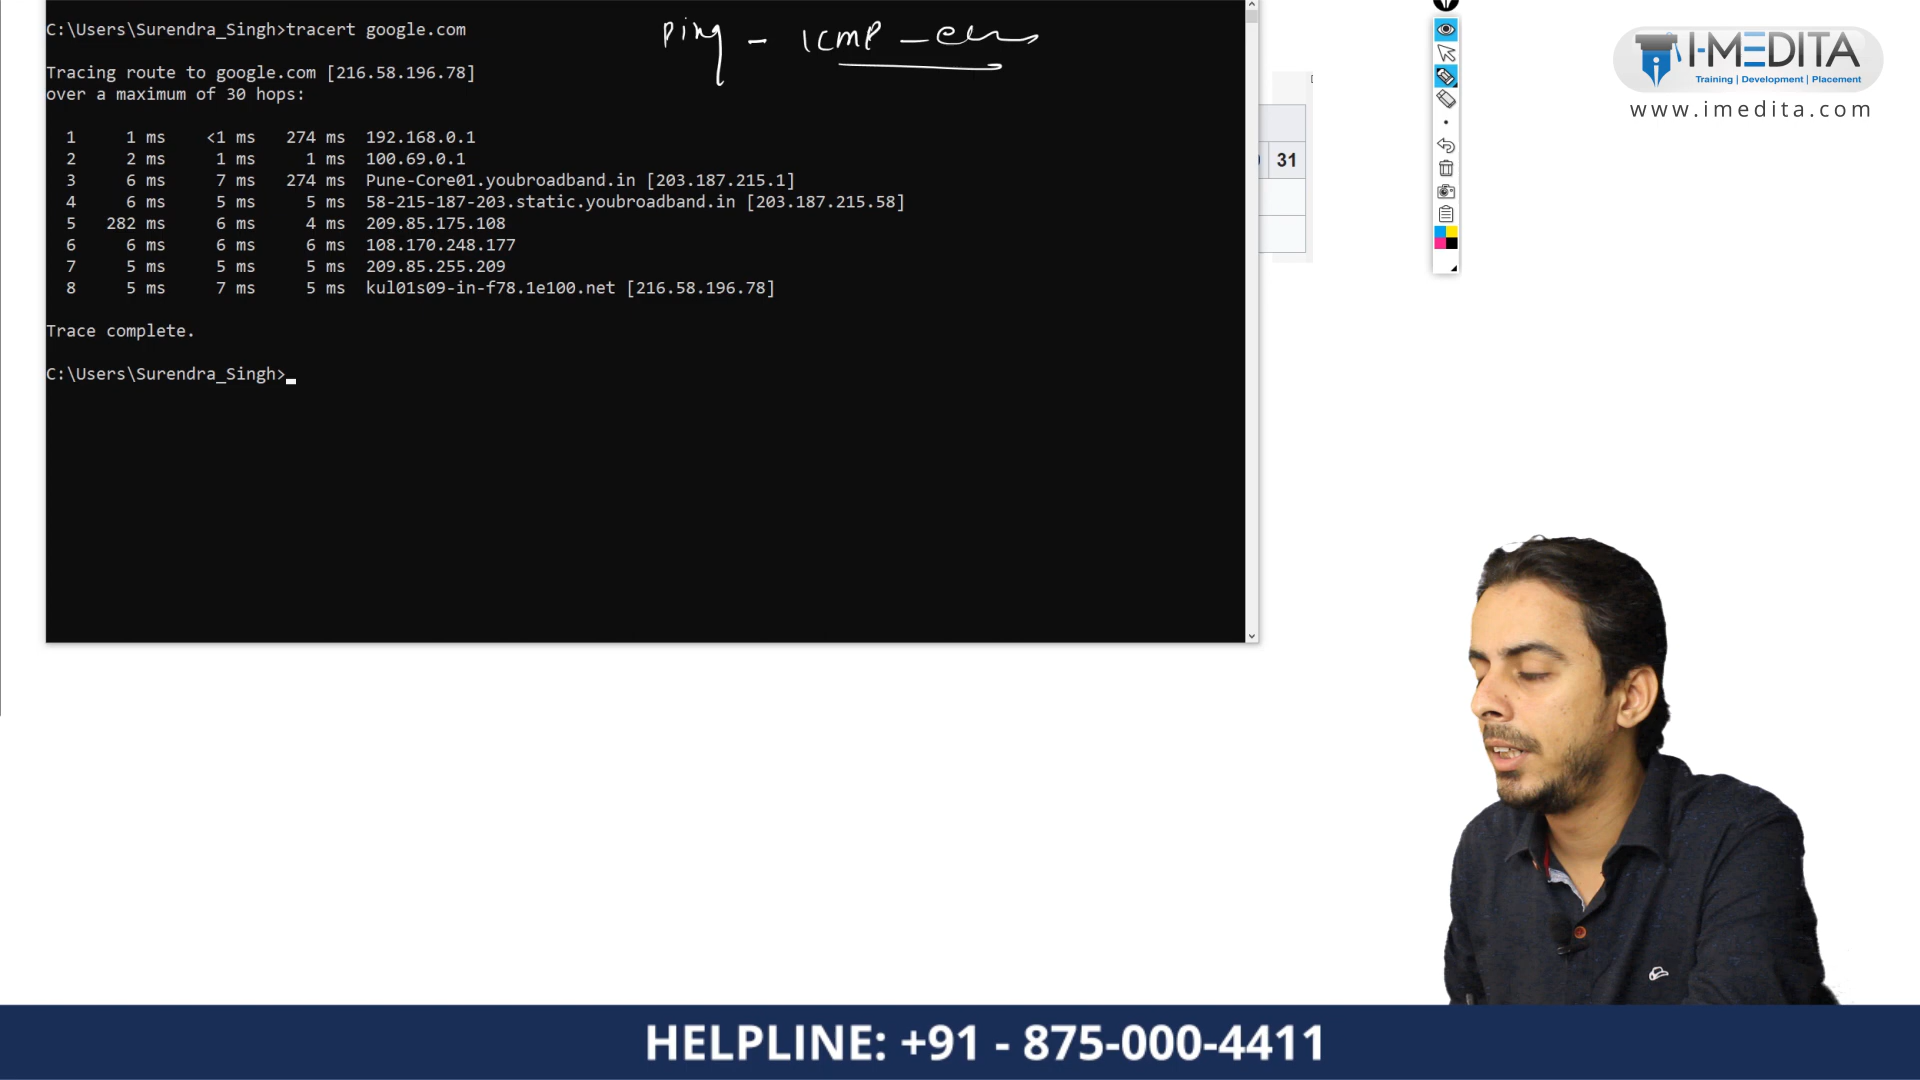 C:\Users\Surendra_Singh>tracert google.com
Ping - ICMP -
Tracing route to google.com [216.58.196.78]
over a maximum of 30 hops:
1 1 ms <1 ms 274 ms 192.168.0.1
2 2 ms 1 ms 1 ms 100.69.0.1
3 6 ms 7 ms 274 ms Pune-Core01.youbroadband.in [203.187.215.1]
4 6 ms 5 ms 5 ms 58-215-187-203.static.youbroadband.in [203.187.215.58]
5 282 ms 6 ms 4 ms 209.85.175.108
6 6 ms 6 ms 6 ms 108.170.248.177
7 5 ms 5 ms 5 ms 209.85.255.209
8 5 ms 7 ms 5 ms kul01s09-in-f78.1e100.net [216.58.196.78]
Trace complete.
C:\Users\Surendra_Singh>
31
I-MEDITA
Training | Development | Placement
www.imedita.com
HELPLINE: +91 - 875-000-4411